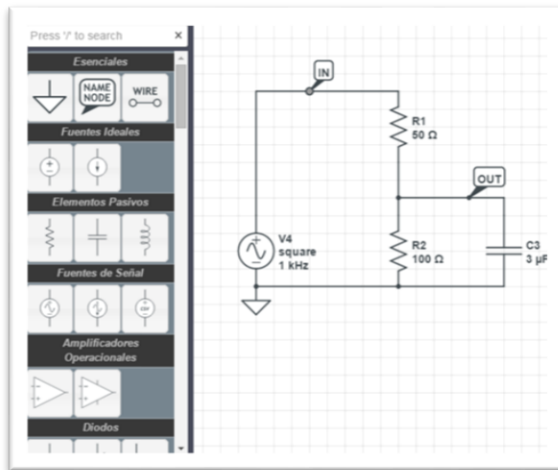 Press '/' to search ×
Esenciales
NAME
NODE
WIRE
Fuentes Ideales
Elementos Pasivos
Fuentes de Señal
Amplificadores
Operacionales
Diodos
IN
R1
50 Ω
OUT
V4
square
1 kHz
R2
100 Ω
C3
3 µF